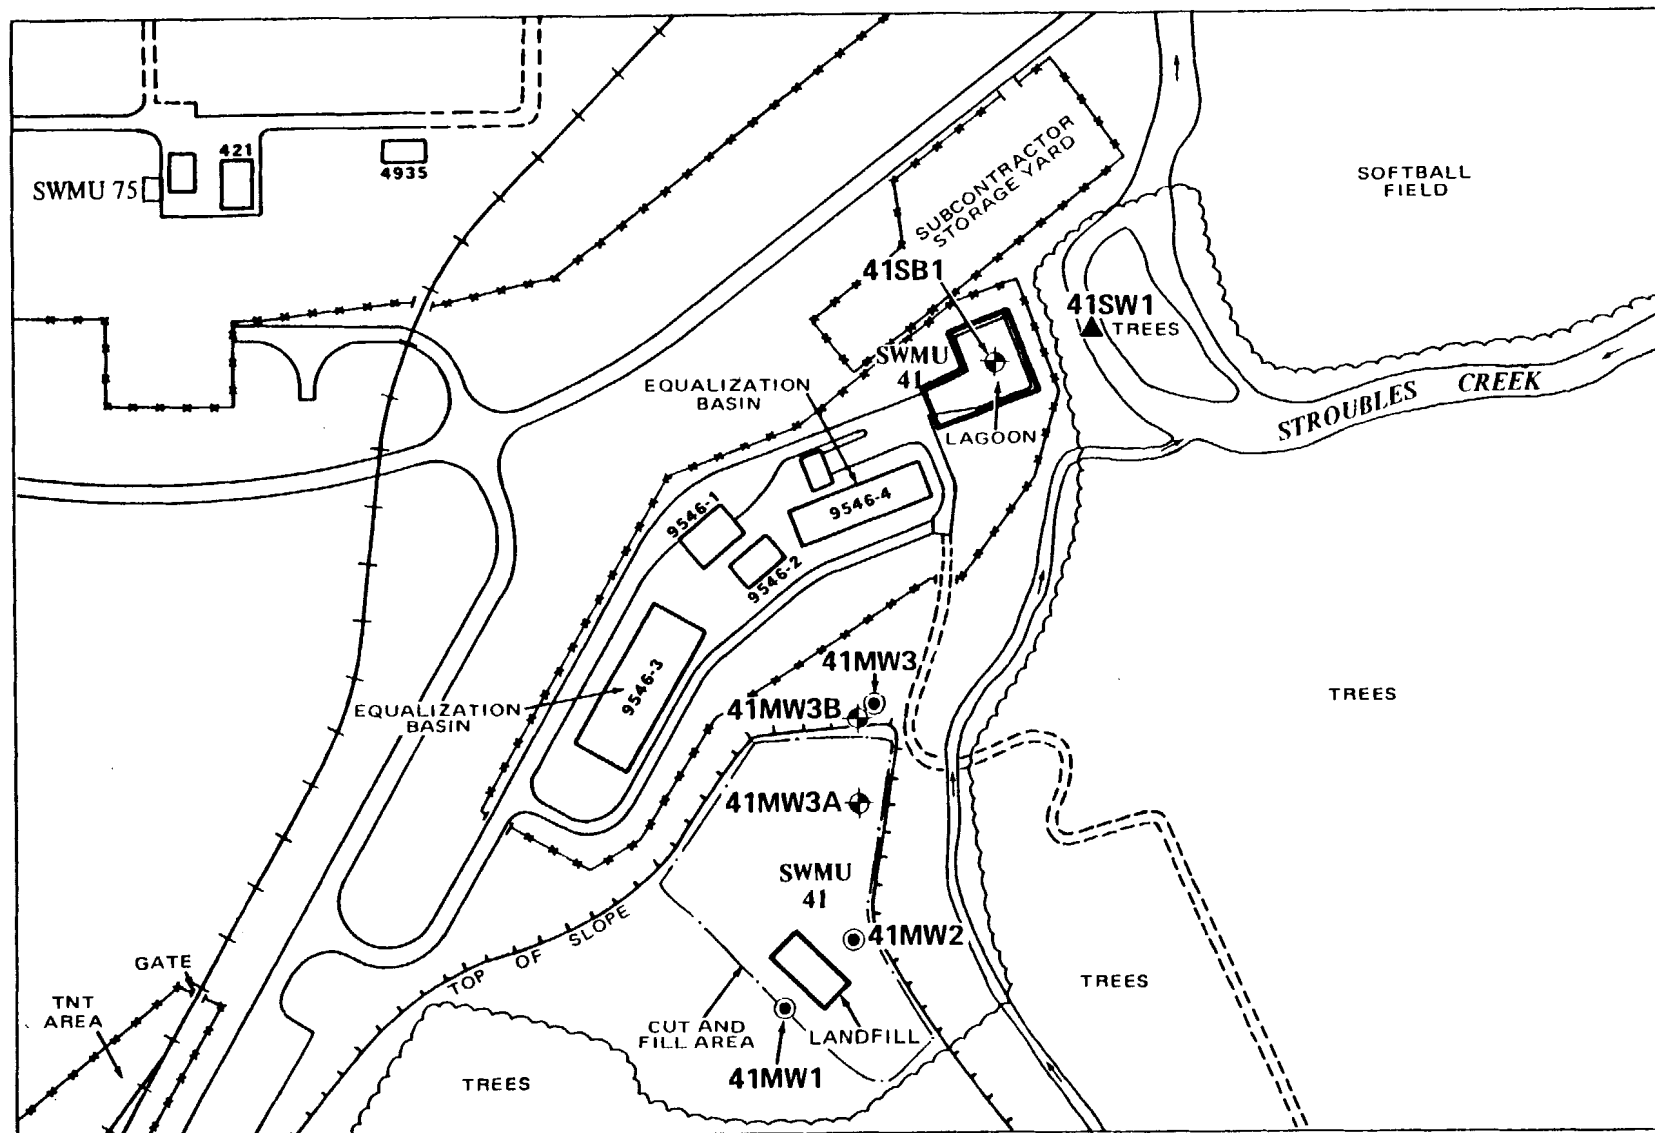 421
4935
SWMU 75
SUBCONTRACTOR
STORAGE YARD
SOFTBALL
FIELD
41SB1
41SW1
TREES
SWMU
41
EQUALIZATION
BASIN
LAGOON
STROUBLES CREEK
9546-1
9546-4
9546-2
9546-3
41MW3
41MW3B
TREES
EQUALIZATION
BASIN
41MW3A
SWMU
41
TOP OF SLOPE
41MW2
GATE
TNT
AREA
TREES
CUT AND
FILL AREA
LANDFILL
41MW1
TREES